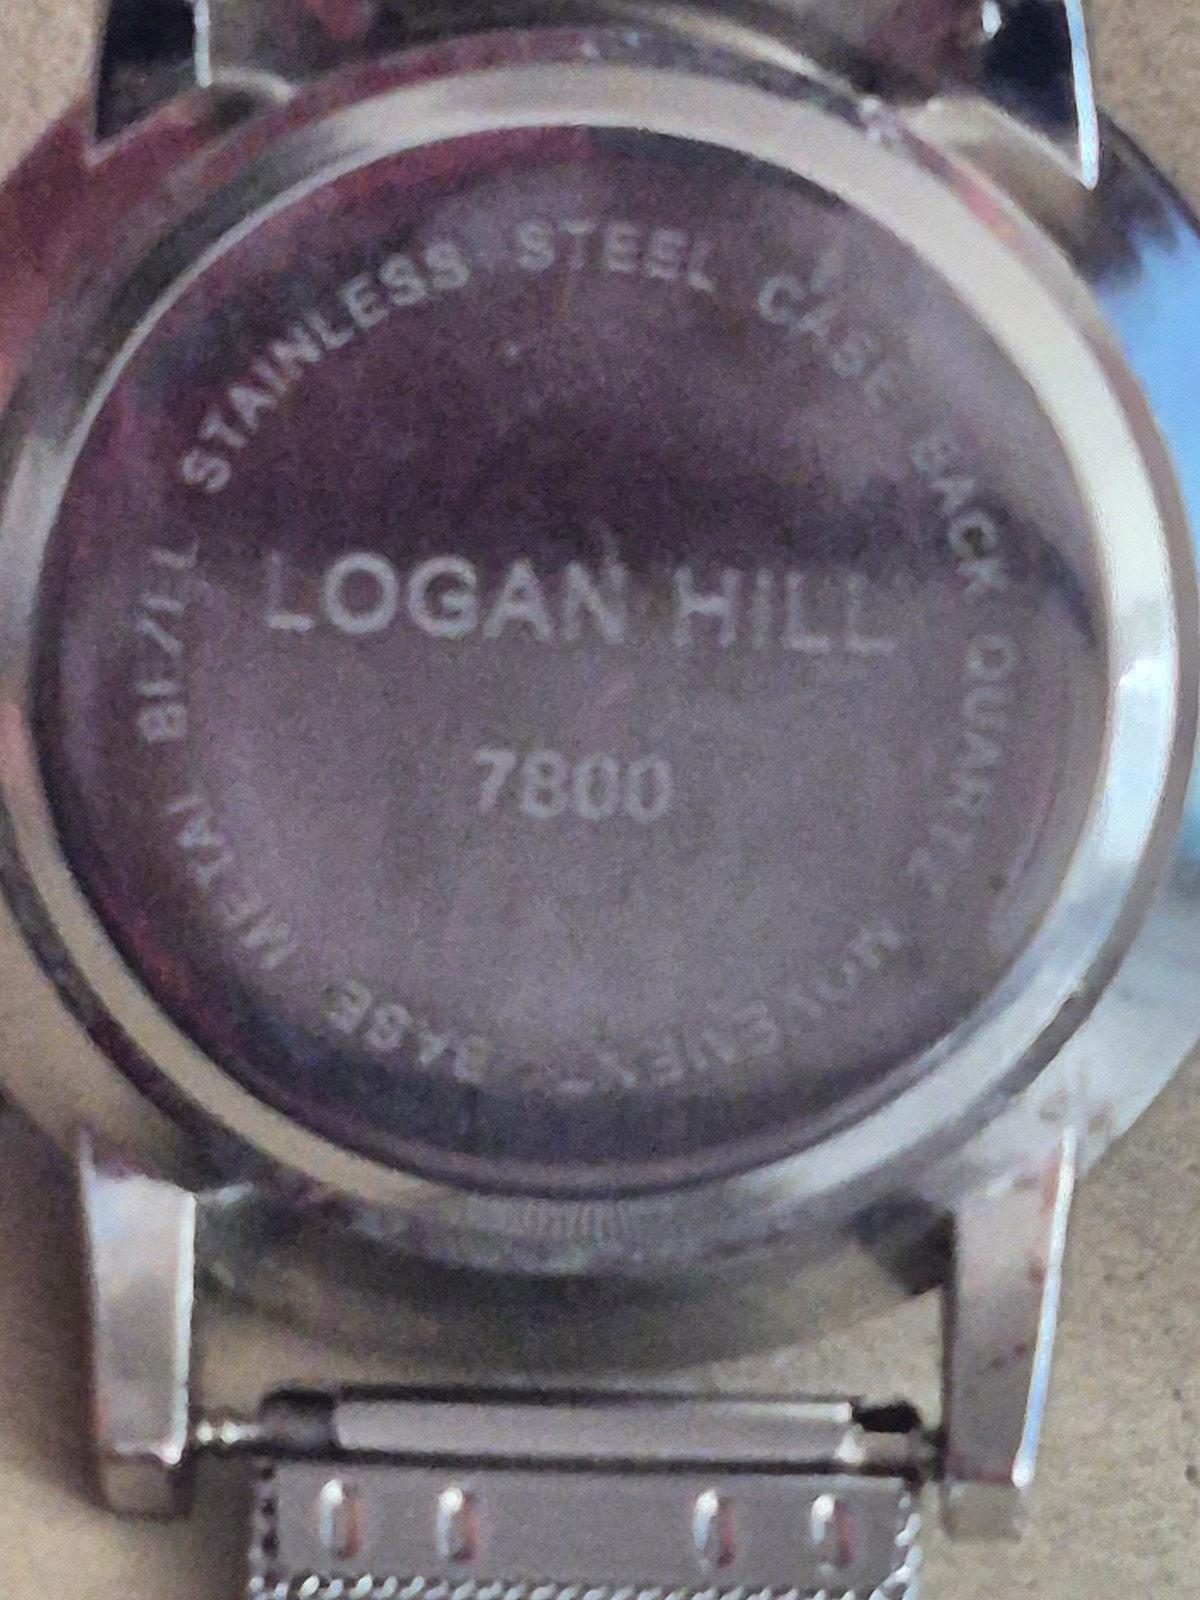 STAINLESS STEEL CASE BACK QUARTZ MOVEMENT BASE METAL BEZEL
LOGAN HILL
7800